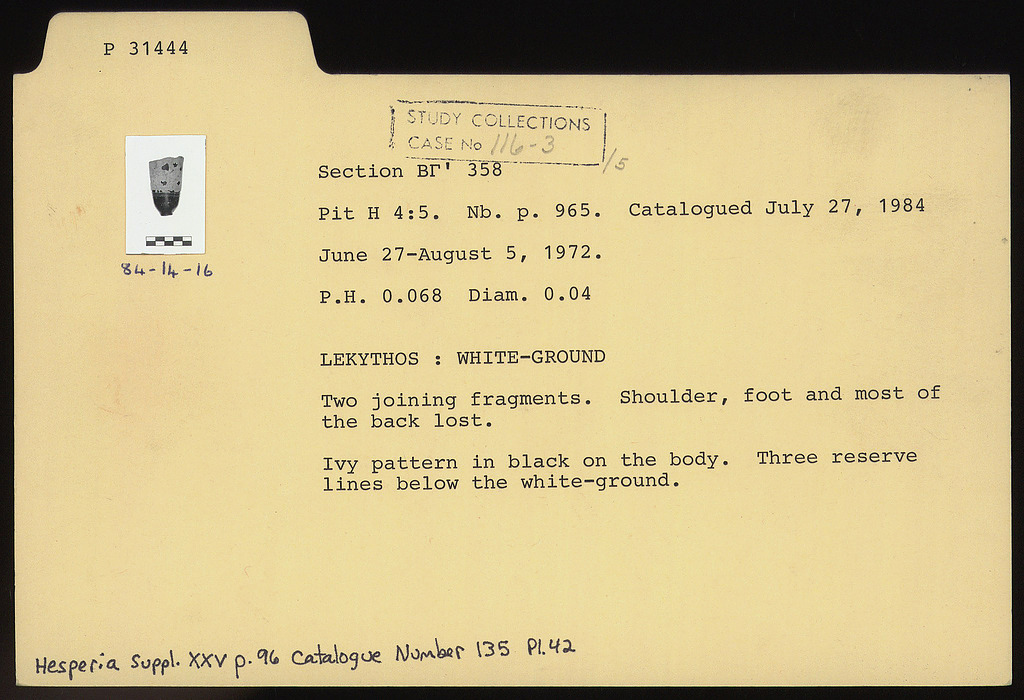 P 31444
STUDY COLLECTIONS
CASE No 116-3
/5
Section ΒΓ' 358
Pit H 4:5. Nb. p. 965. Catalogued July 27, 1984
June 27-August 5, 1972.
84-14-16
P.H. 0.068 Diam. 0.04
LEKYTHOS : WHITE-GROUND
Two joining fragments. Shoulder, foot and most of
the back lost.
Ivy pattern in black on the body. Three reserve
lines below the white-ground.
Hesperia Suppl. XXV p. 96 Catalogue Number 135 Pl. 42